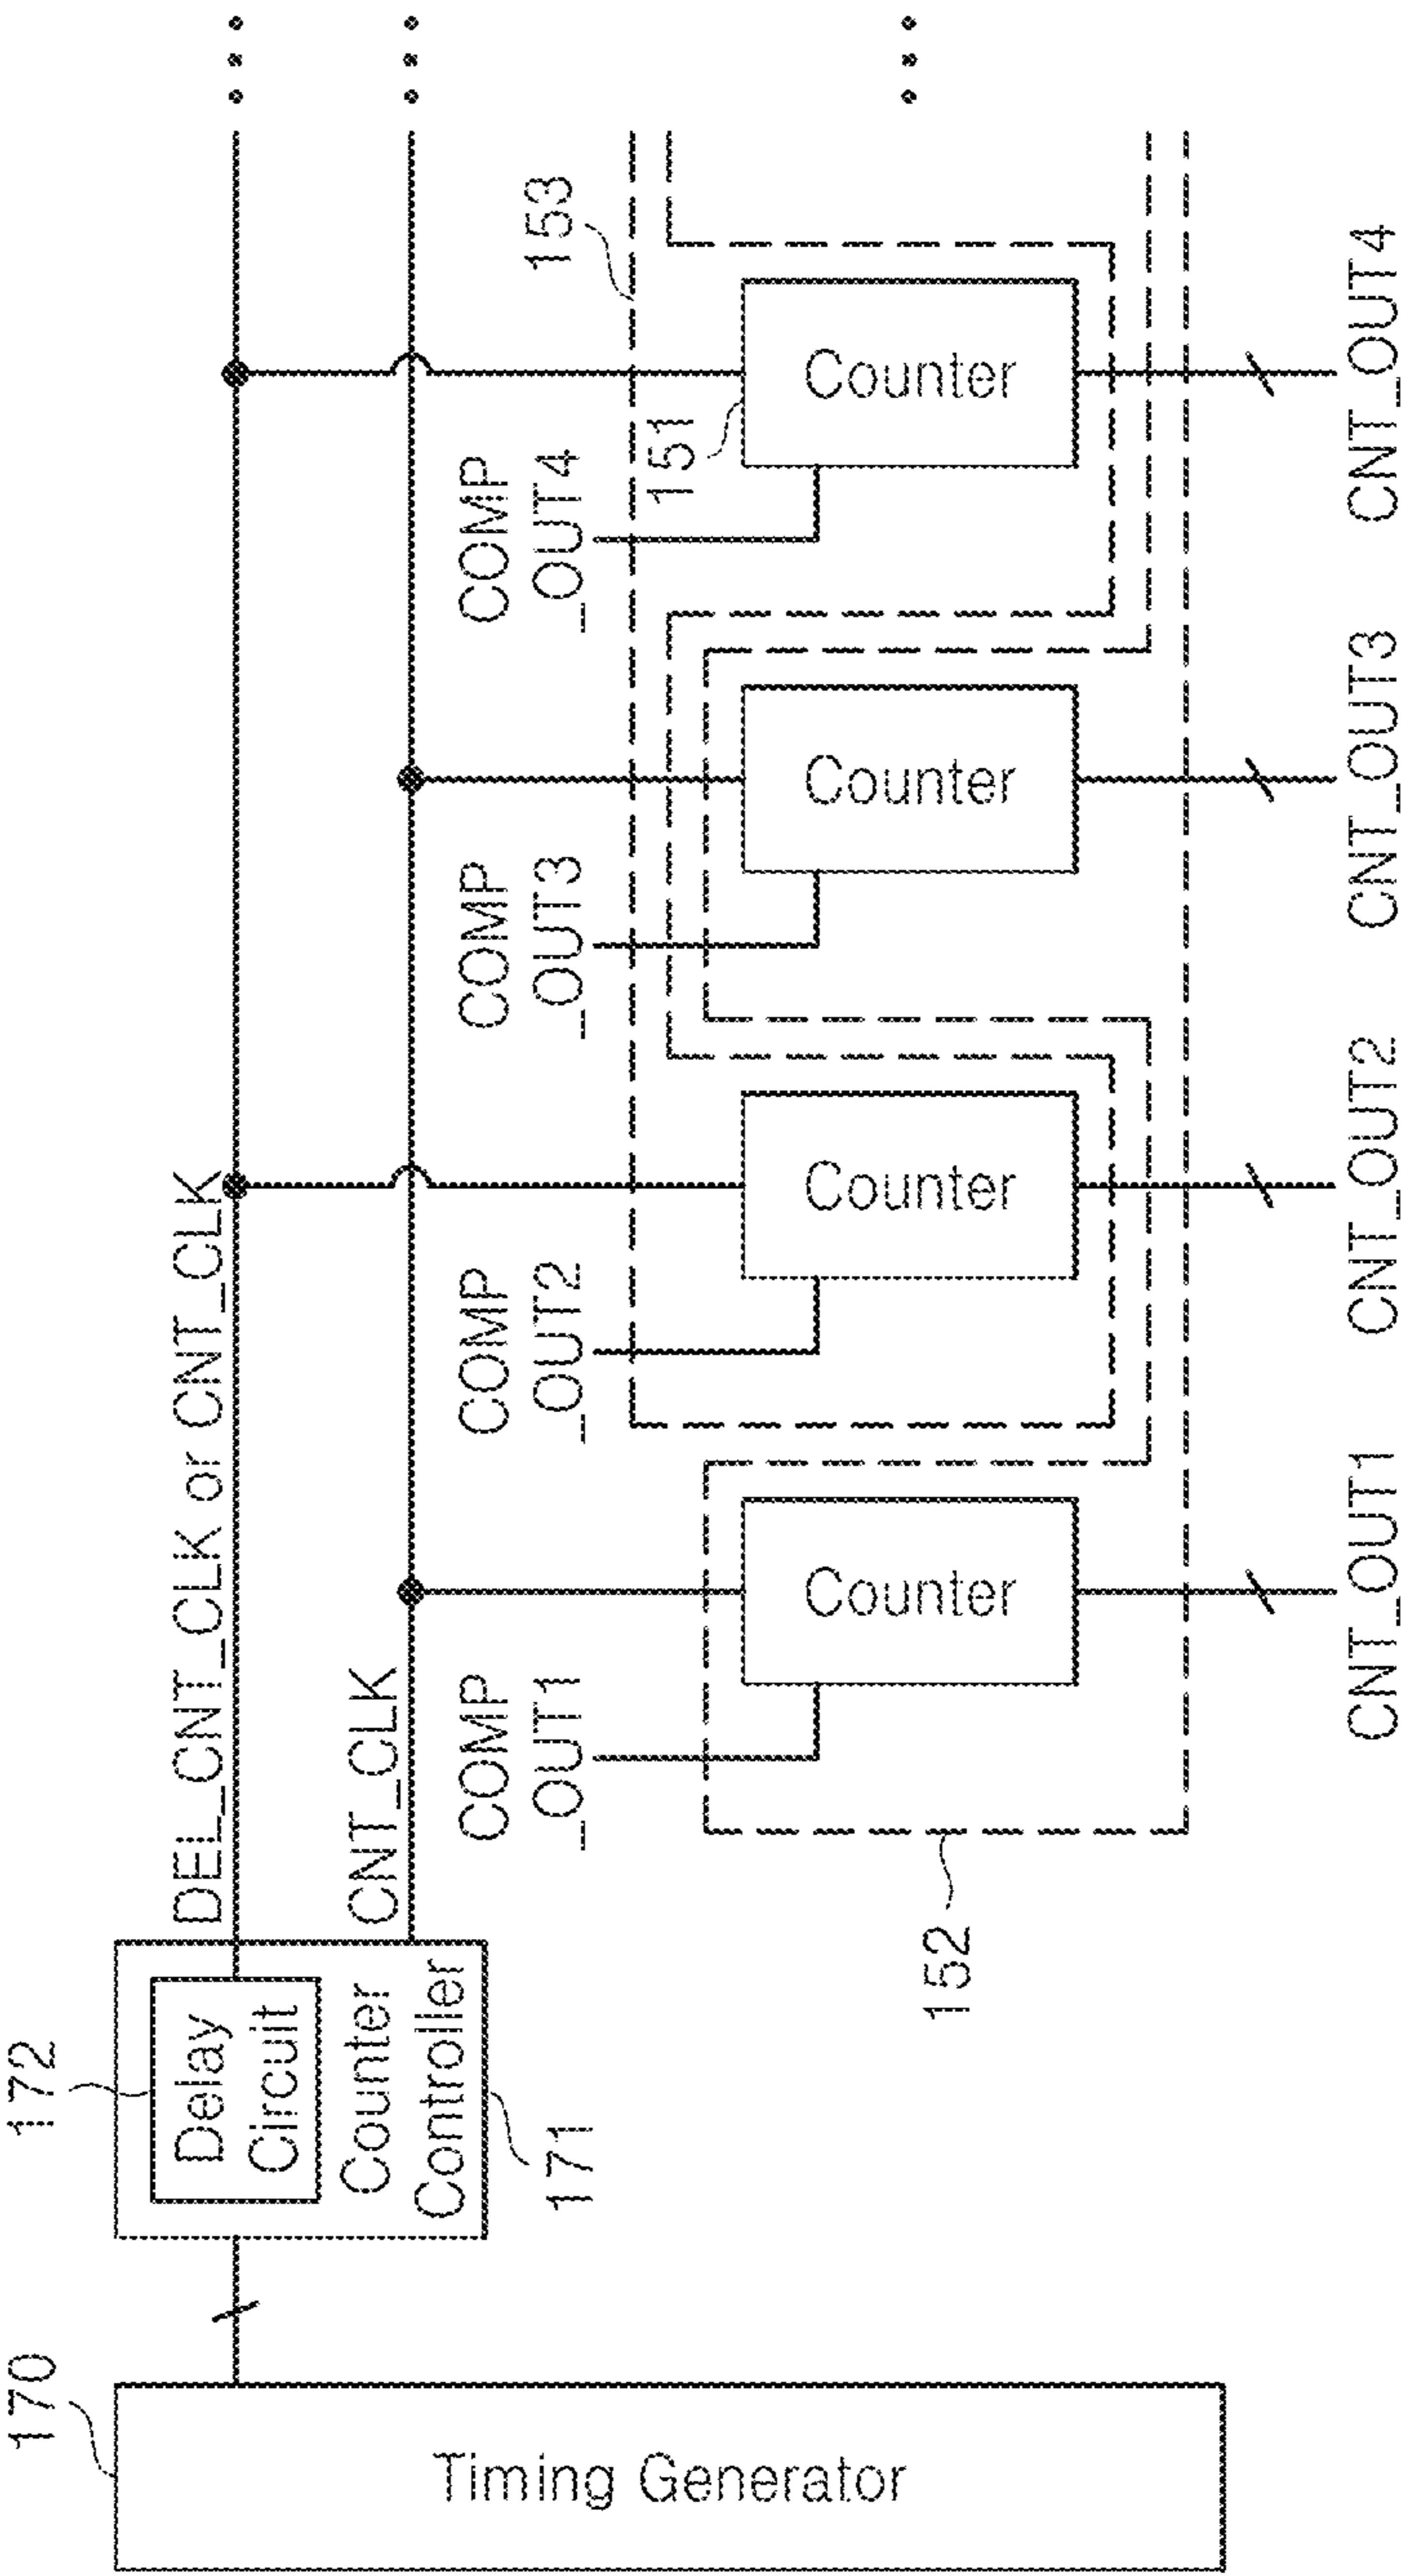 170
Timing Generator
172
Delay
Circuit
Counter
Controller
171
DEL_CNT_CLK or CNT_CLK
CNT_CLK
COMP
_OUT1
Counter
CNT_OUT1
152
COMP
_OUT2
Counter
CNT_OUT2
COMP
_OUT3
Counter
CNT_OUT3
COMP
_OUT4
151
Counter
CNT_OUT4
153